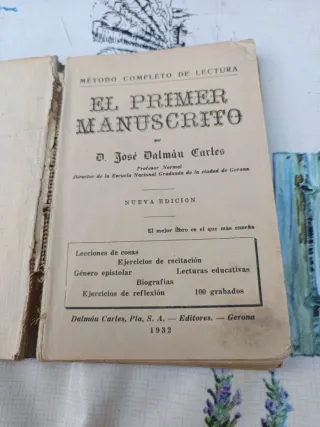 MÉTODO COMPLETO DE LECTURA
EL PRIMER
MANUSCRITO
por
D. José Dalmáu Carles
Profesor Normal
Director de la Escuela Nacional Graduada de la ciudad de Gerona
NUEVA EDICIÓN
El mejor libro es el que más enseña
Lecciones de cosas
Ejercicios de recitación
Género epistolar Lecturas educativas
Biografías
Ejercicios de reflexión 100 grabados
Dalmáu Carles, Pla, S. A. — Editores. — Gerona
1932